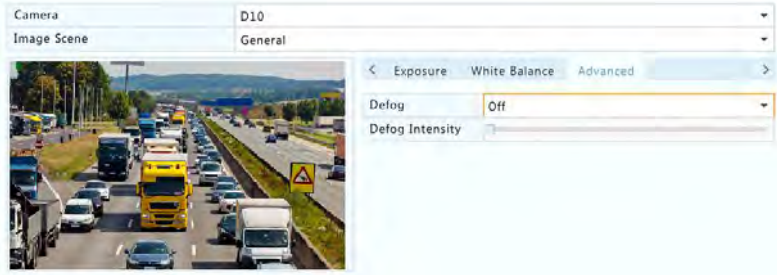 Camera D10
Image Scene General
< Exposure White Balance Advanced >
Defog Off
Defog Intensity